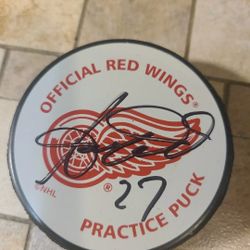 OFFICIAL RED WINGS®
27
©NHL
®
PRACTICE PUCK